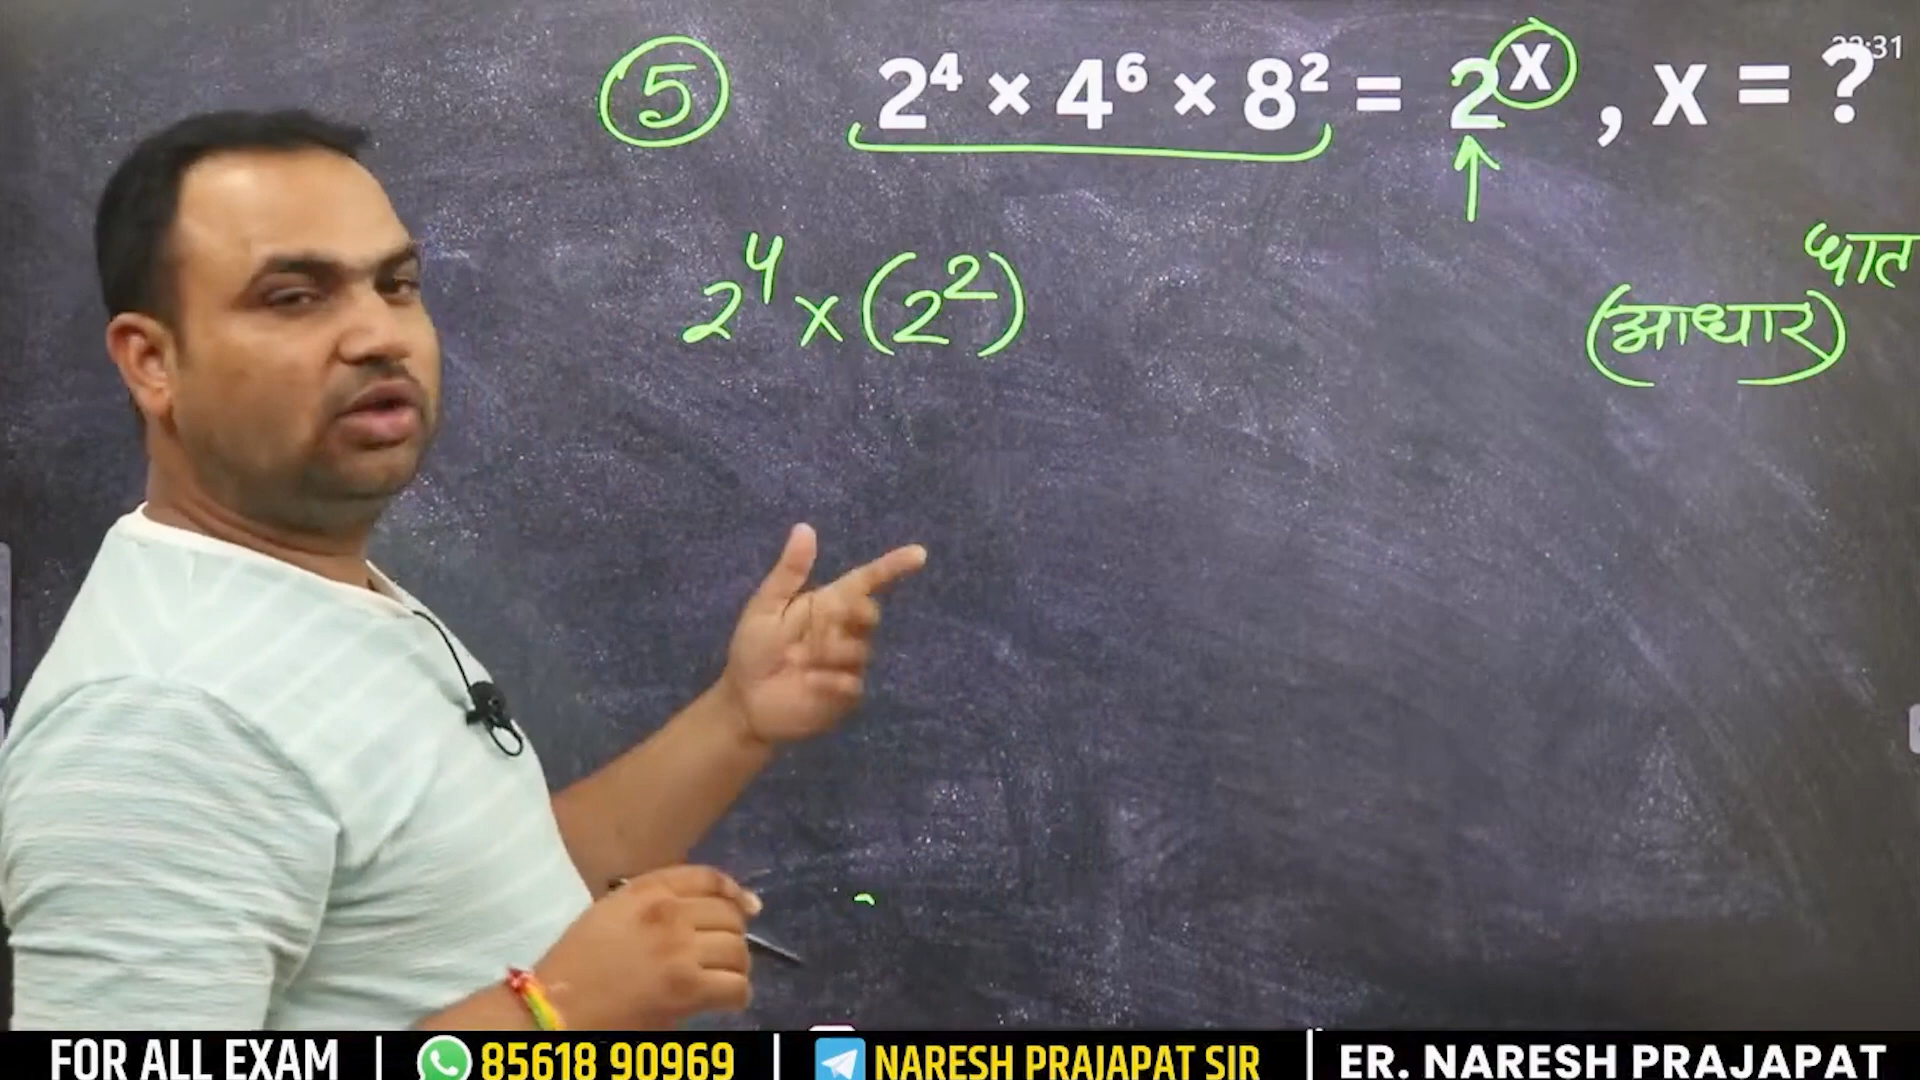 ⑤ 2⁴ × 4⁶ × 8² = 2ˣ , x = ?
2⁴ x (2²)
घात
(आधार)
FOR ALL EXAM | 85618 90969 | NARESH PRAJAPAT SIR | ER. NARESH PRAJAPAT